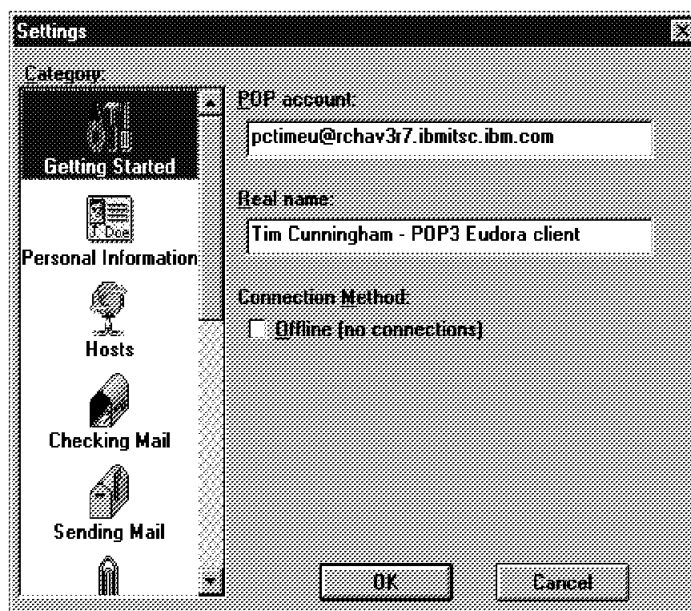 Settings
Category:
Getting Started
J. Doe
Personal Information
Hosts
Checking Mail
Sending Mail
POP account:
pctimeu@rchav3r7.ibmitsc.ibm.com
Real name:
Tim Cunningham - POP3 Eudora client
Connection Method:
Offline (no connections)
OK
Cancel